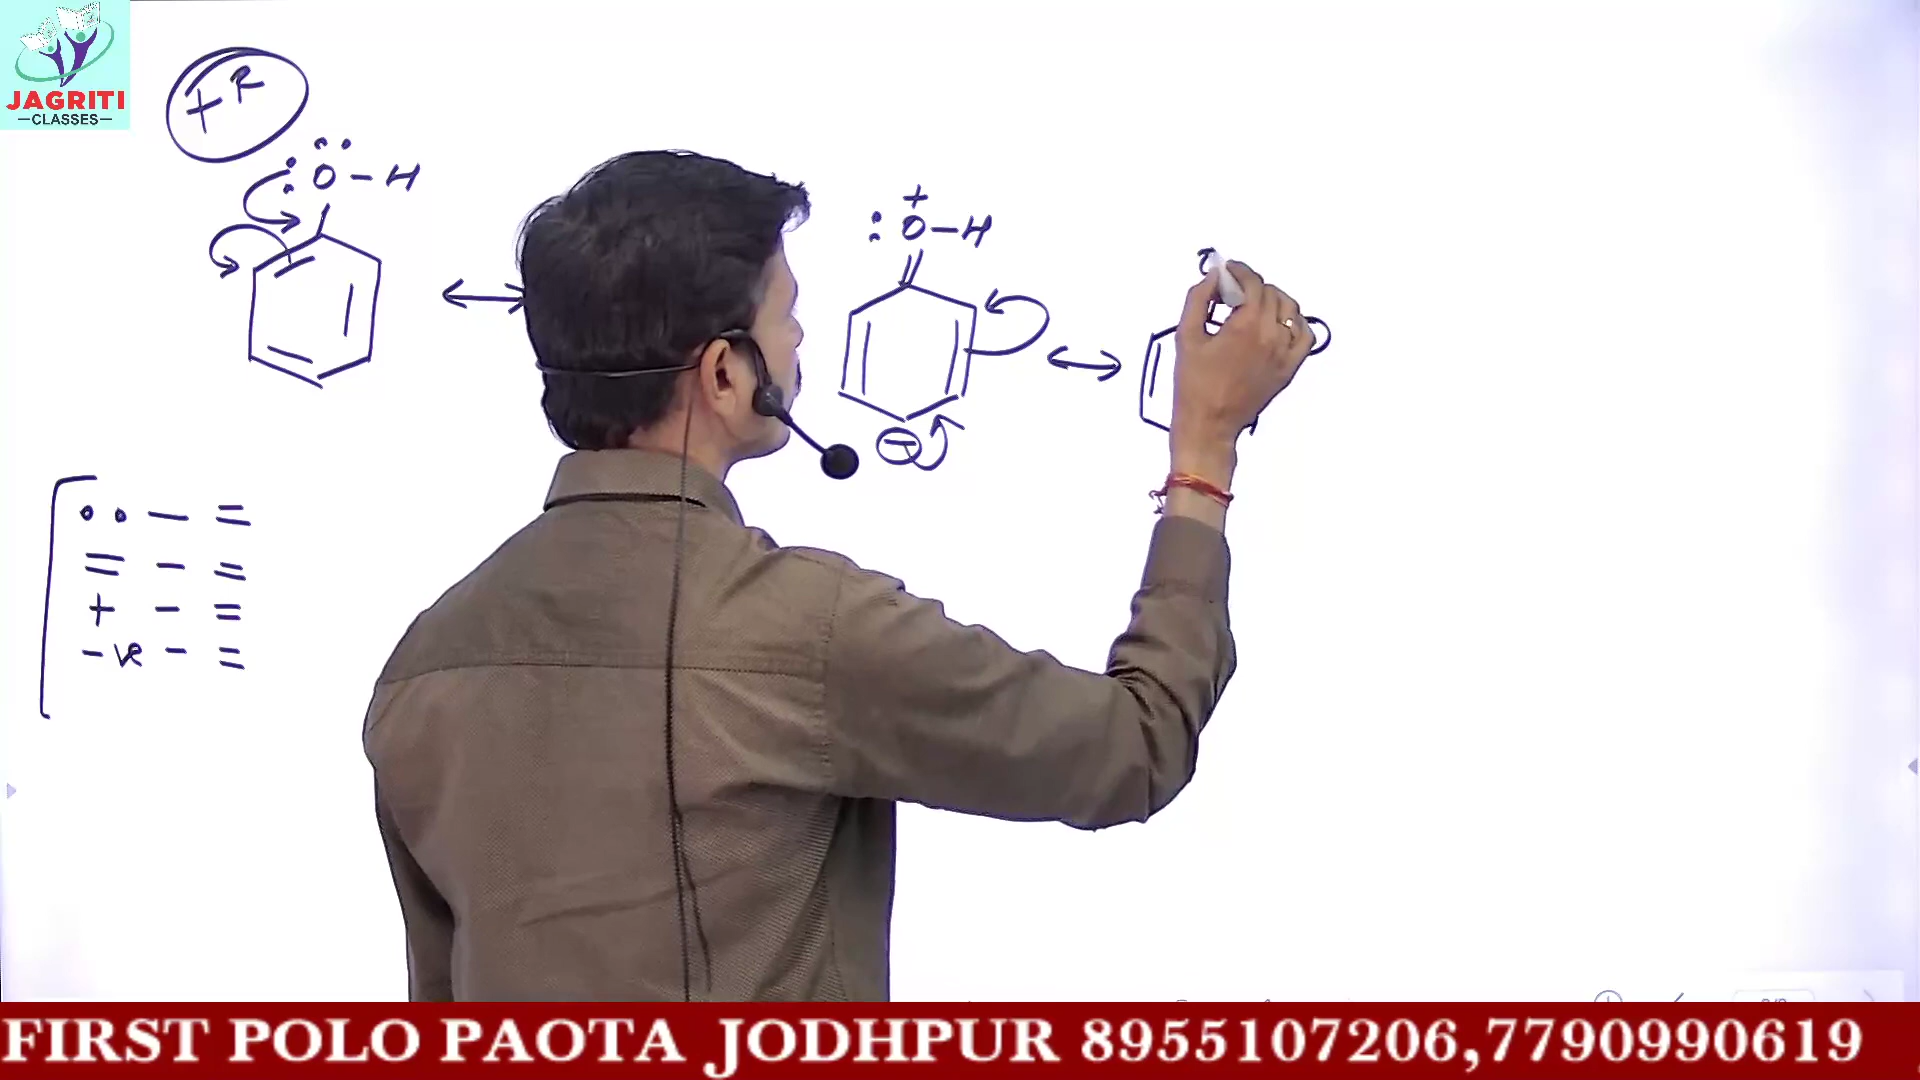 JAGRITI
—CLASSES—
+R
:Ö-H
+
:O-H
−
•• — =
= - =
+ - =
-ve - =
FIRST POLO PAOTA JODHPUR 8955107206,7790990619